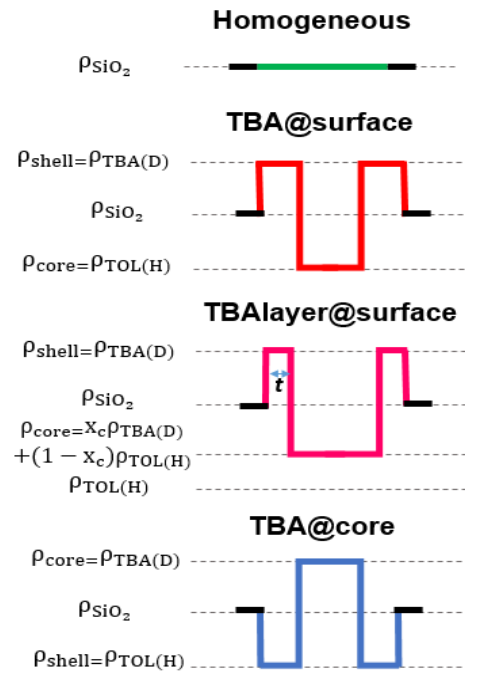 Homogeneous
ρSiO₂
TBA@surface
ρshell=ρTBA(D)
ρSiO₂
ρcore=ρTOL(H)
TBAlayer@surface
ρshell=ρTBA(D)
t
ρSiO₂
ρcore=xcρTBA(D)
+(1 − xc)ρTOL(H)
ρTOL(H)
TBA@core
ρcore=ρTBA(D)
ρSiO₂
ρshell=ρTOL(H)